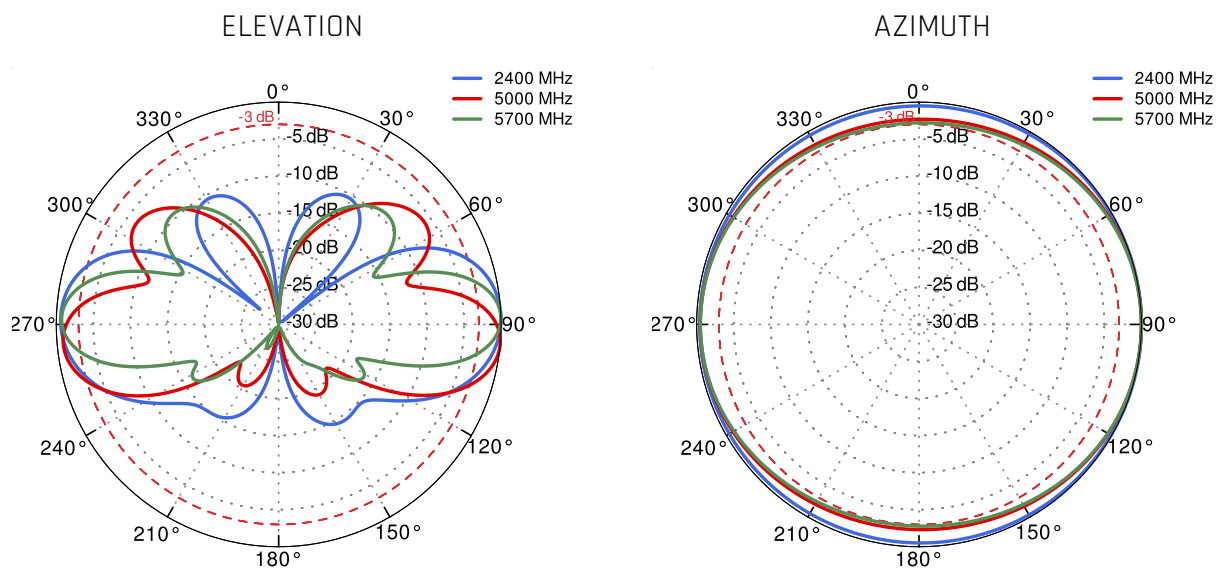 ELEVATION
2400 MHz
5000 MHz
5700 MHz
0°
330°
-3 dB
30°
-5 dB
-10 dB
300°
-15 dB
60°
-20 dB
-25 dB
270°
-30 dB
90°
240°
120°
210°
150°
180°
AZIMUTH
2400 MHz
5000 MHz
5700 MHz
0°
330°
-3 dB
30°
-5 dB
-10 dB
300°
-15 dB
60°
-20 dB
-25 dB
270°
-30 dB
90°
240°
120°
210°
150°
180°